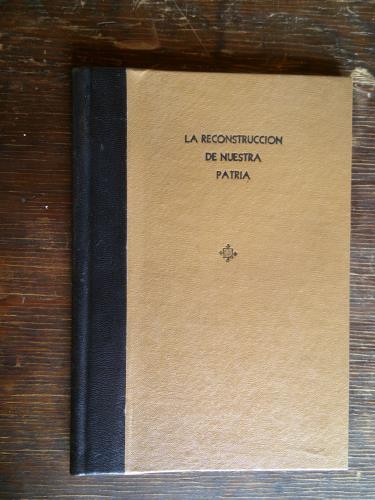 LA RECONSTRUCCION
DE NUESTRA
PATRIA